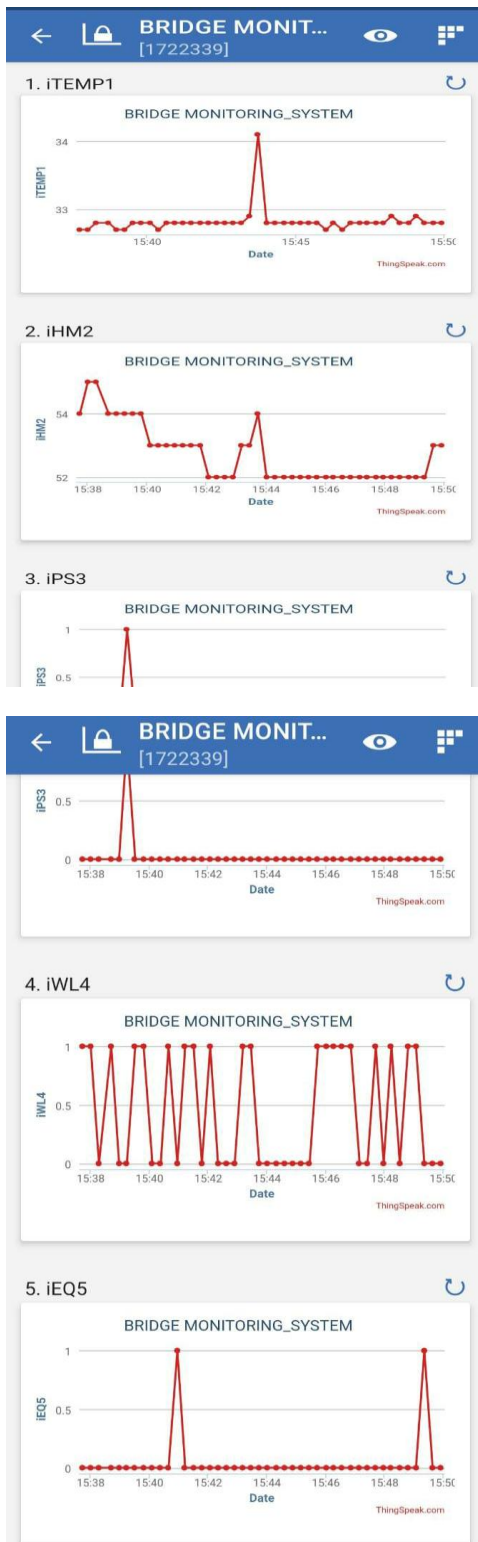 BRIDGE MONIT...
[1722339]
1. iTEMP1
BRIDGE MONITORING_SYSTEM
34
33
iTEMP1
15:40 15:45 15:50
Date
ThingSpeak.com
2. iHM2
BRIDGE MONITORING_SYSTEM
54
52
iHM2
15:38 15:40 15:42 15:44 15:46 15:48 15:50
Date
ThingSpeak.com
3. iPS3
BRIDGE MONITORING_SYSTEM
1
0.5
iPS3
BRIDGE MONIT...
[1722339]
iPS3
0.5
0
15:38 15:40 15:42 15:44 15:46 15:48 15:50
Date
ThingSpeak.com
4. iWL4
BRIDGE MONITORING_SYSTEM
1
0.5
0
iWL4
15:38 15:40 15:42 15:44 15:46 15:48 15:50
Date
ThingSpeak.com
5. iEQ5
BRIDGE MONITORING_SYSTEM
1
0.5
0
iEQ5
15:38 15:40 15:42 15:44 15:46 15:48 15:50
Date
ThingSpeak.com